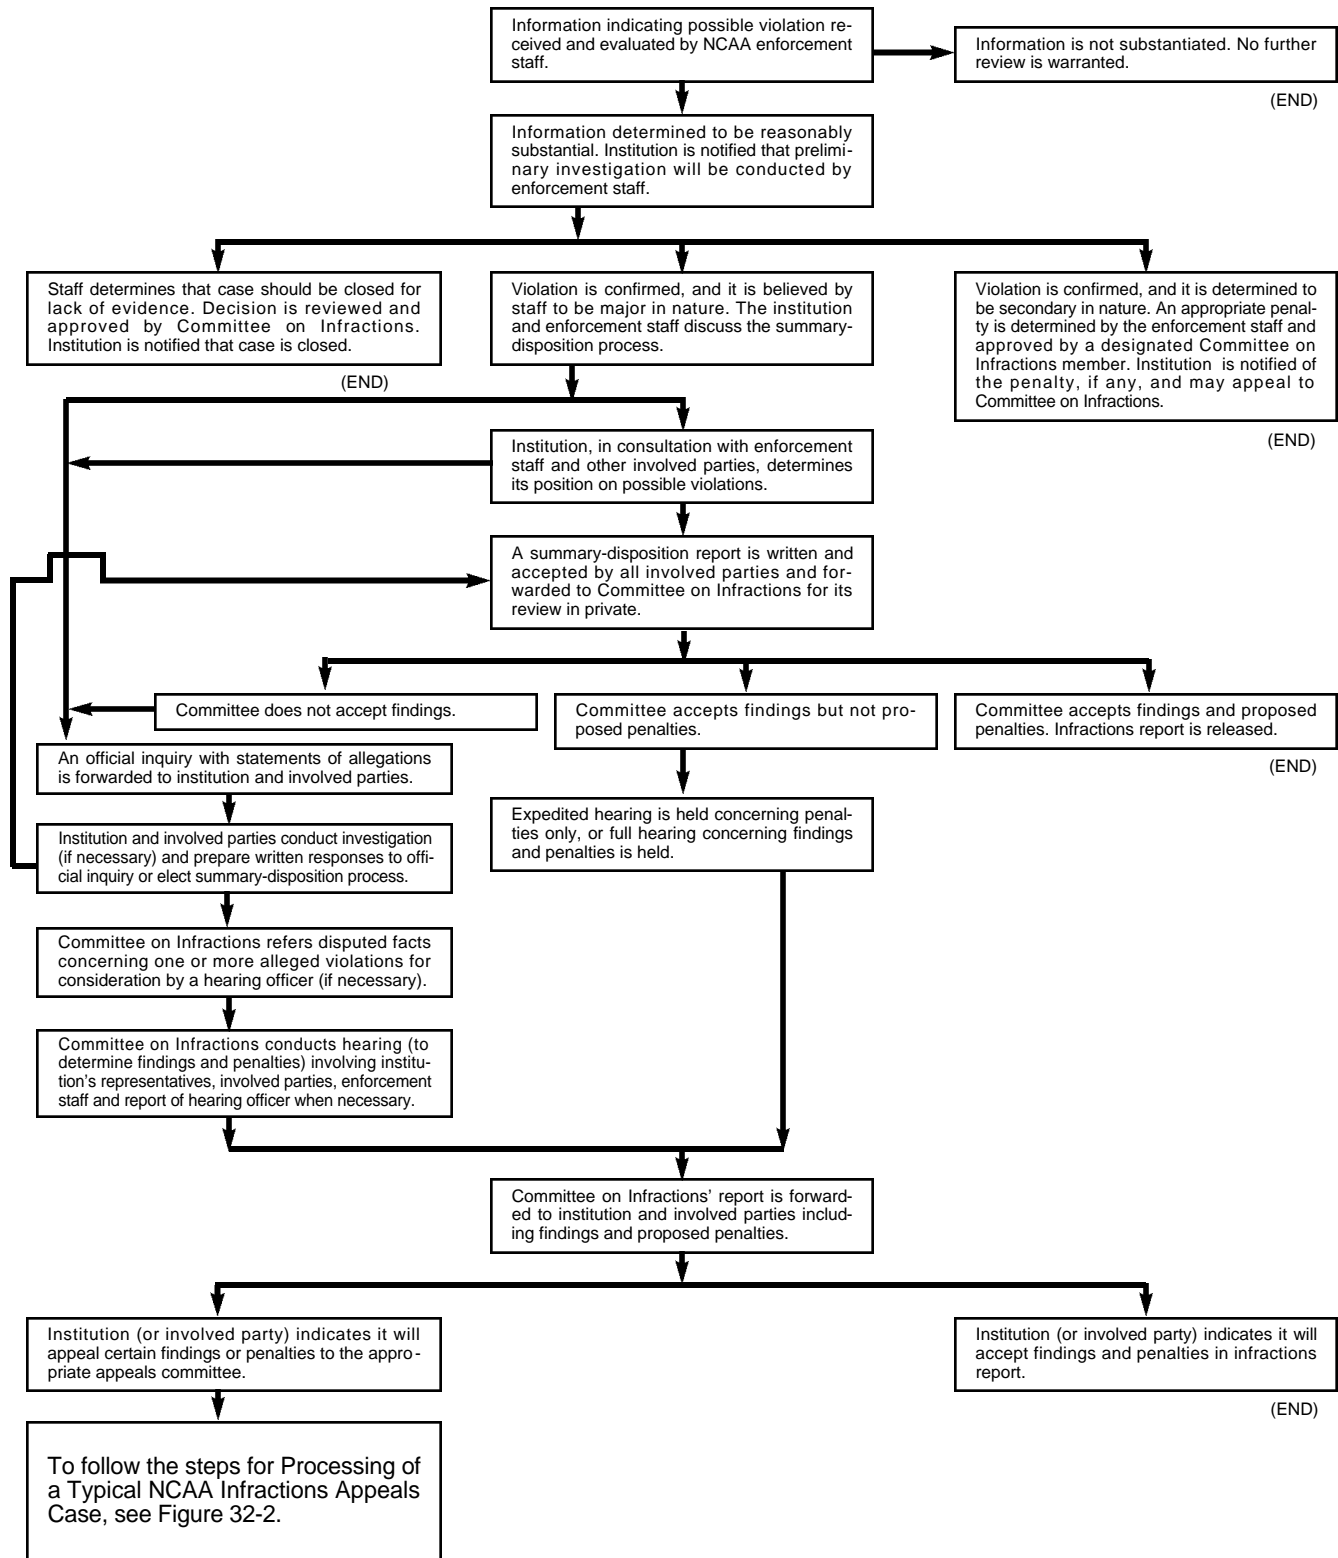 Information indicating possible violation re-
ceived and evaluated by NCAA enforcement
staff.
Information is not substantiated. No further
review is warranted.
(END)
Information determined to be reasonably
substantial. Institution is notified that prelimi-
nary investigation will be conducted by
enforcement staff.
Staff determines that case should be closed for
lack of evidence. Decision is reviewed and
approved by Committee on Infractions.
Institution is notified that case is closed.
(END)
Violation is confirmed, and it is believed by
staff to be major in nature. The institution
and enforcement staff discuss the summary-
disposition process.
Violation is confirmed, and it is determined to
be secondary in nature. An appropriate penal-
ty is determined by the enforcement staff and
approved by a designated Committee on
Infractions member. Institution is notified of
the penalty, if any, and may appeal to
Committee on Infractions.
(END)
Institution, in consultation with enforcement
staff and other involved parties, determines
its position on possible violations.
A summary-disposition report is written and
accepted by all involved parties and for-
warded to Committee on Infractions for its
review in private.
Committee does not accept findings.
Committee accepts findings but not pro-
posed penalties.
Committee accepts findings and proposed
penalties. Infractions report is released.
(END)
An official inquiry with statements of allegations
is forwarded to institution and involved parties.
Expedited hearing is held concerning penal-
ties only, or full hearing concerning findings
and penalties is held.
Institution and involved parties conduct investigation
(if necessary) and prepare written responses to offi-
cial inquiry or elect summary-disposition process.
Committee on Infractions refers disputed facts
concerning one or more alleged violations for
consideration by a hearing officer (if necessary).
Committee on Infractions conducts hearing (to
determine findings and penalties) involving institu-
tion's representatives, involved parties, enforcement
staff and report of hearing officer when necessary.
Committee on Infractions' report is forward-
ed to institution and involved parties includ-
ing findings and proposed penalties.
Institution (or involved party) indicates it will
appeal certain findings or penalties to the appro-
priate appeals committee.
Institution (or involved party) indicates it will
accept findings and penalties in infractions
report.
(END)
To follow the steps for Processing of
a Typical NCAA Infractions Appeals
Case, see Figure 32-2.